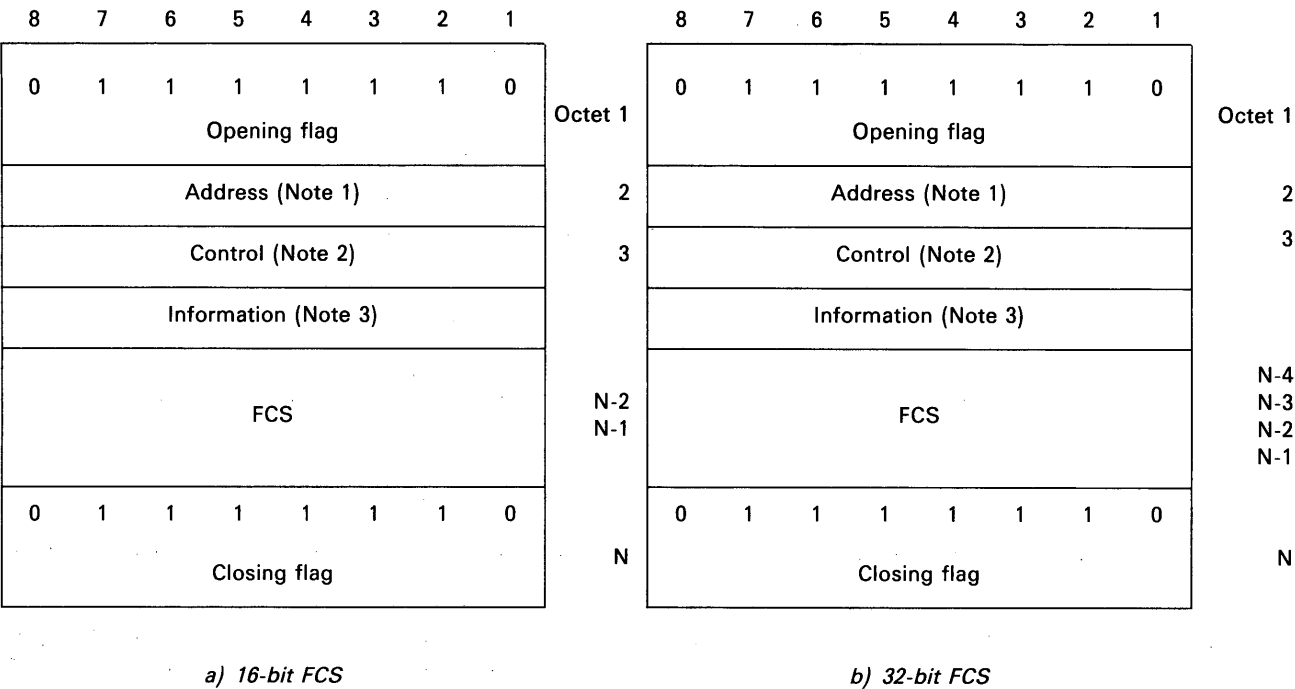 8 7 6 5 4 3 2 1
0 1 1 1 1 1 1 0
Octet 1
Opening flag
Address (Note 1) 2
Control (Note 2) 3
Information (Note 3)
FCS
N-2
N-1
0 1 1 1 1 1 1 0
N
Closing flag
a) 16-bit FCS
8 7 6 5 4 3 2 1
0 1 1 1 1 1 1 0
Octet 1
Opening flag
Address (Note 1) 2
3
Control (Note 2)
Information (Note 3)
N-4
N-3
FCS
N-2
N-1
0 1 1 1 1 1 1 0
N
Closing flag
b) 32-bit FCS